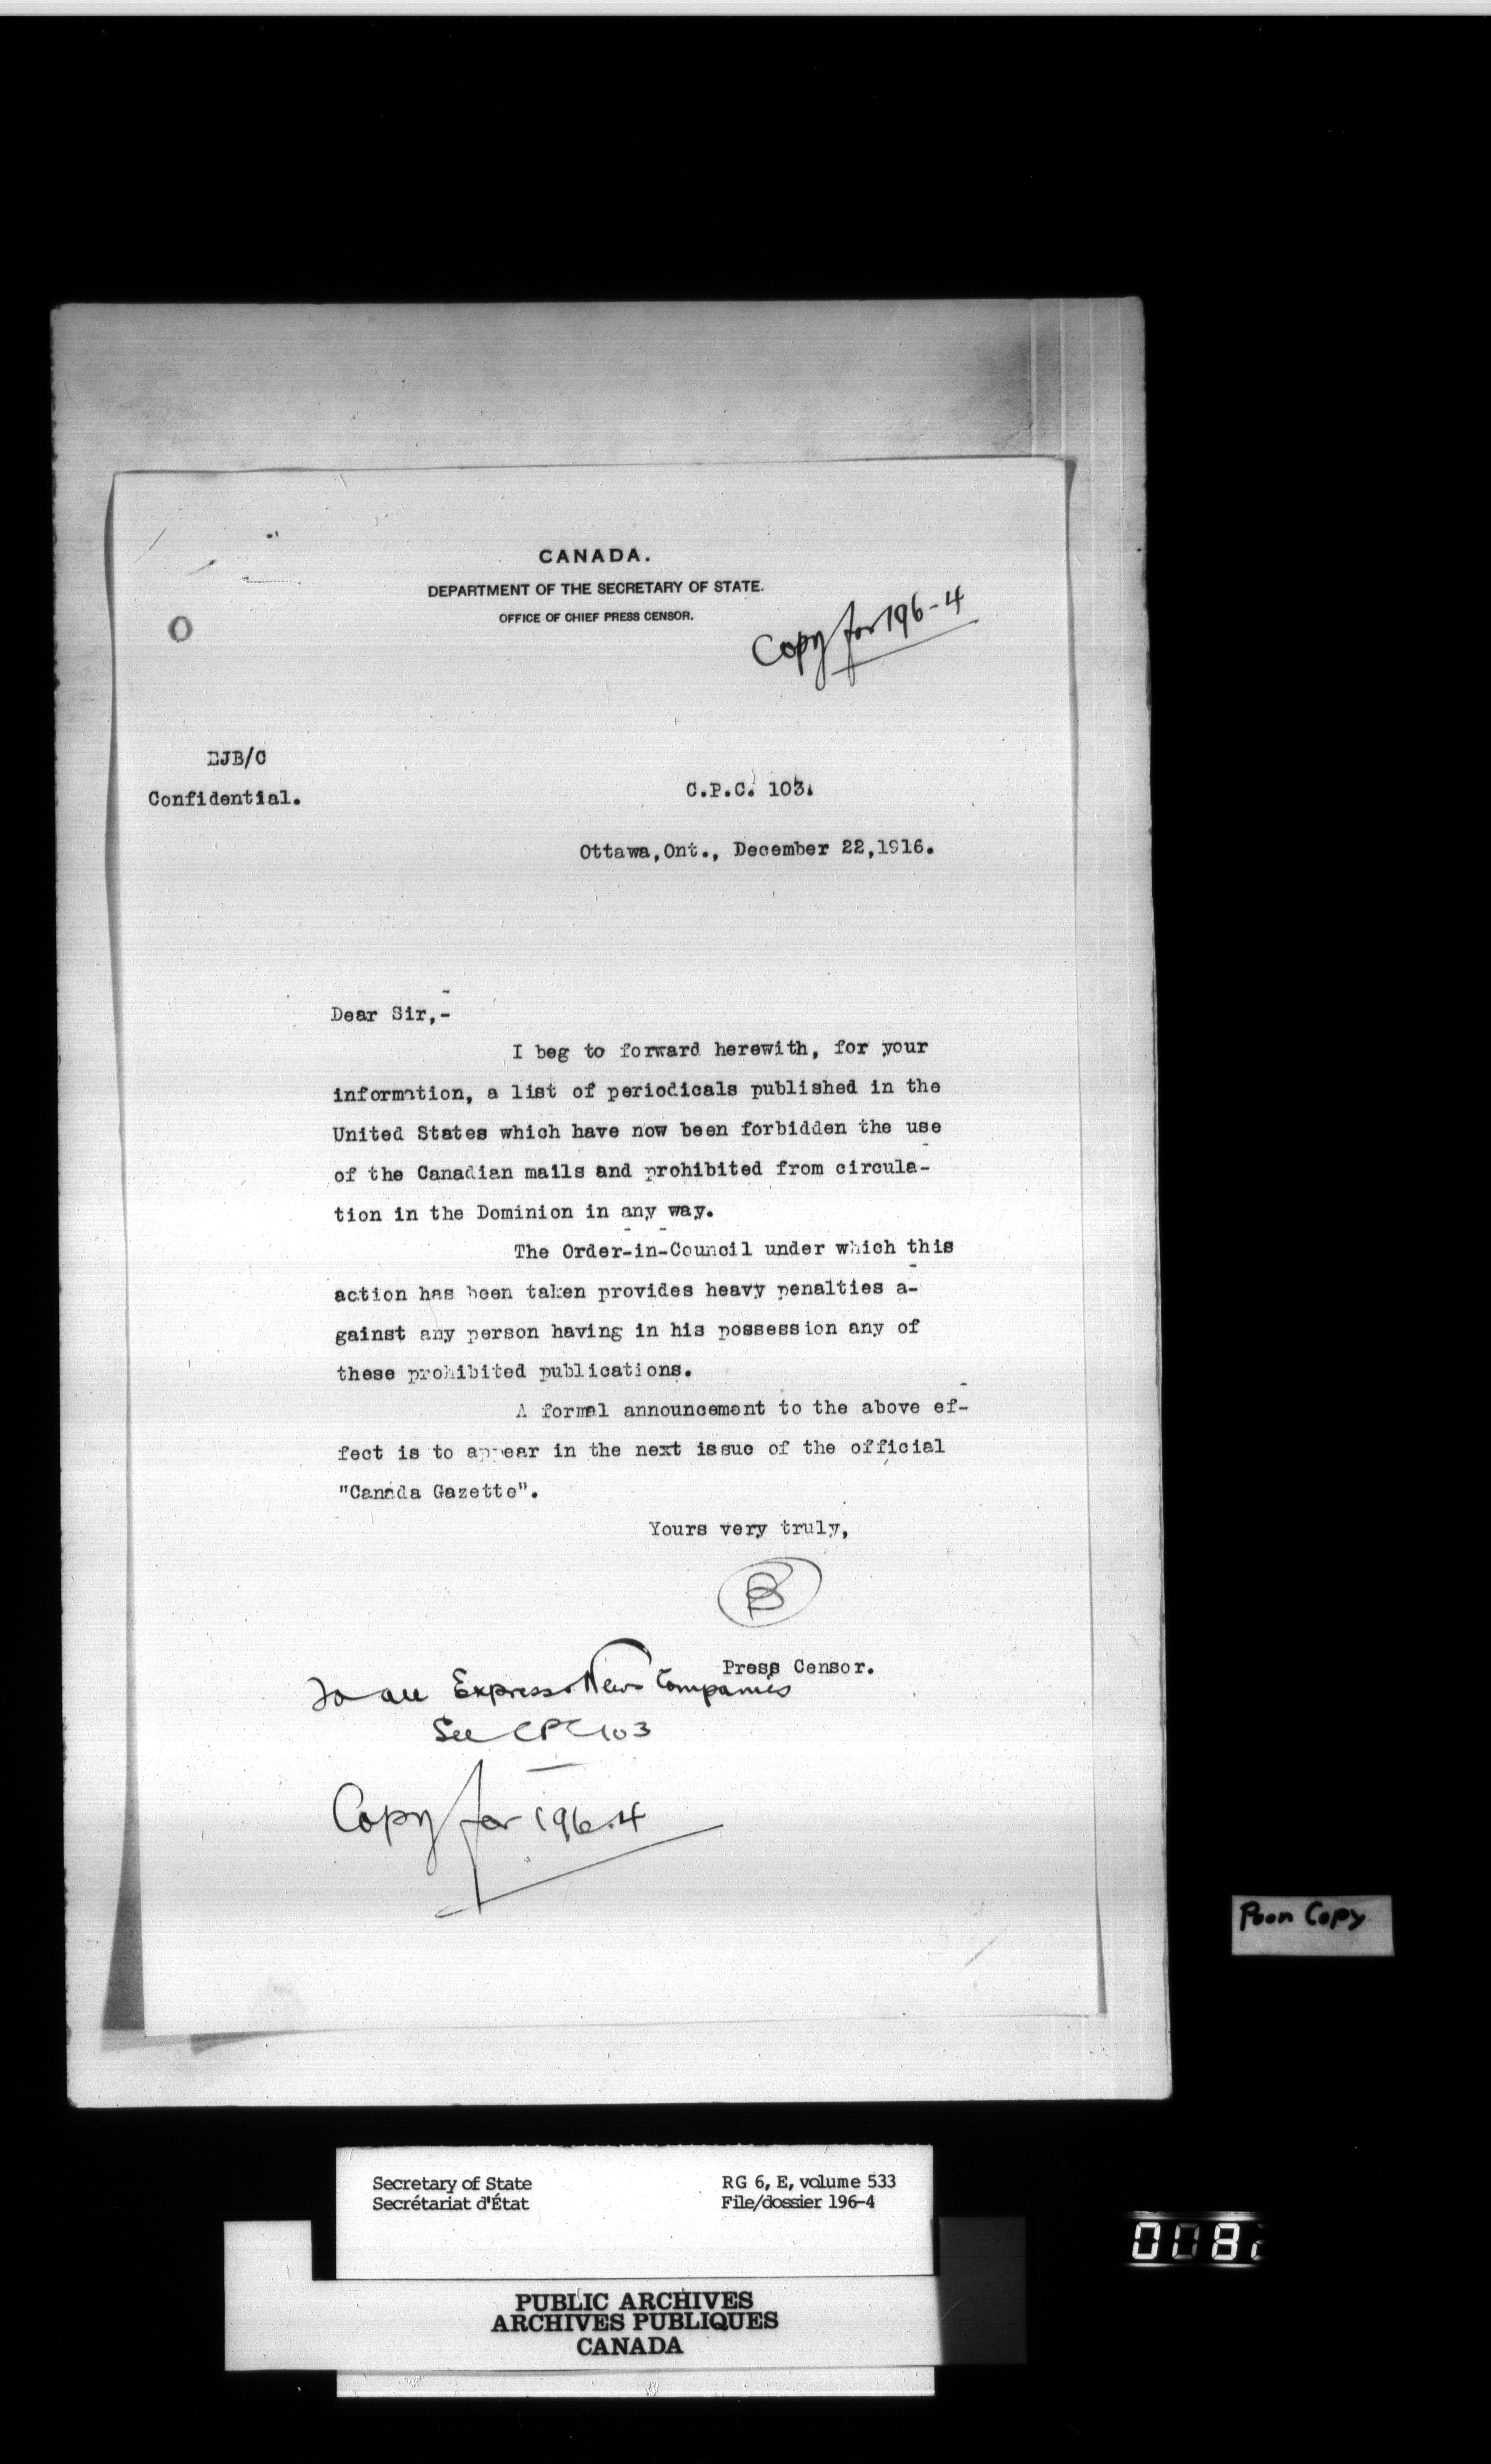 CANADA.
DEPARTMENT OF THE SECRETARY OF STATE.
OFFICE OF CHIEF PRESS CENSOR.
Copy for 196-4
EJB/C
Confidential.
C.P.C. 103.
Ottawa,Ont., December 22,1916.
Dear Sir,-
I beg to forward herewith, for your
information, a list of periodicals published in the
United States which have now been forbidden the use
of the Canadian mails and prohibited from circula-
tion in the Dominion in any way.
The Order-in-Council under which this
action has been taken provides heavy penalties a-
gainst any person having in his possession any of
these prohibited publications.
A formal announcement to the above ef-
fect is to appear in the next issue of the official
"Canada Gazette".
Yours very truly,
Press Censor.
To all Express & News Companies
See CPC 103
Copy for 196.4
Poor Copy
Secretary of State
Secrétariat d'État
RG 6, E, volume 533
File/dossier 196-4
PUBLIC ARCHIVES
ARCHIVES PUBLIQUES
CANADA